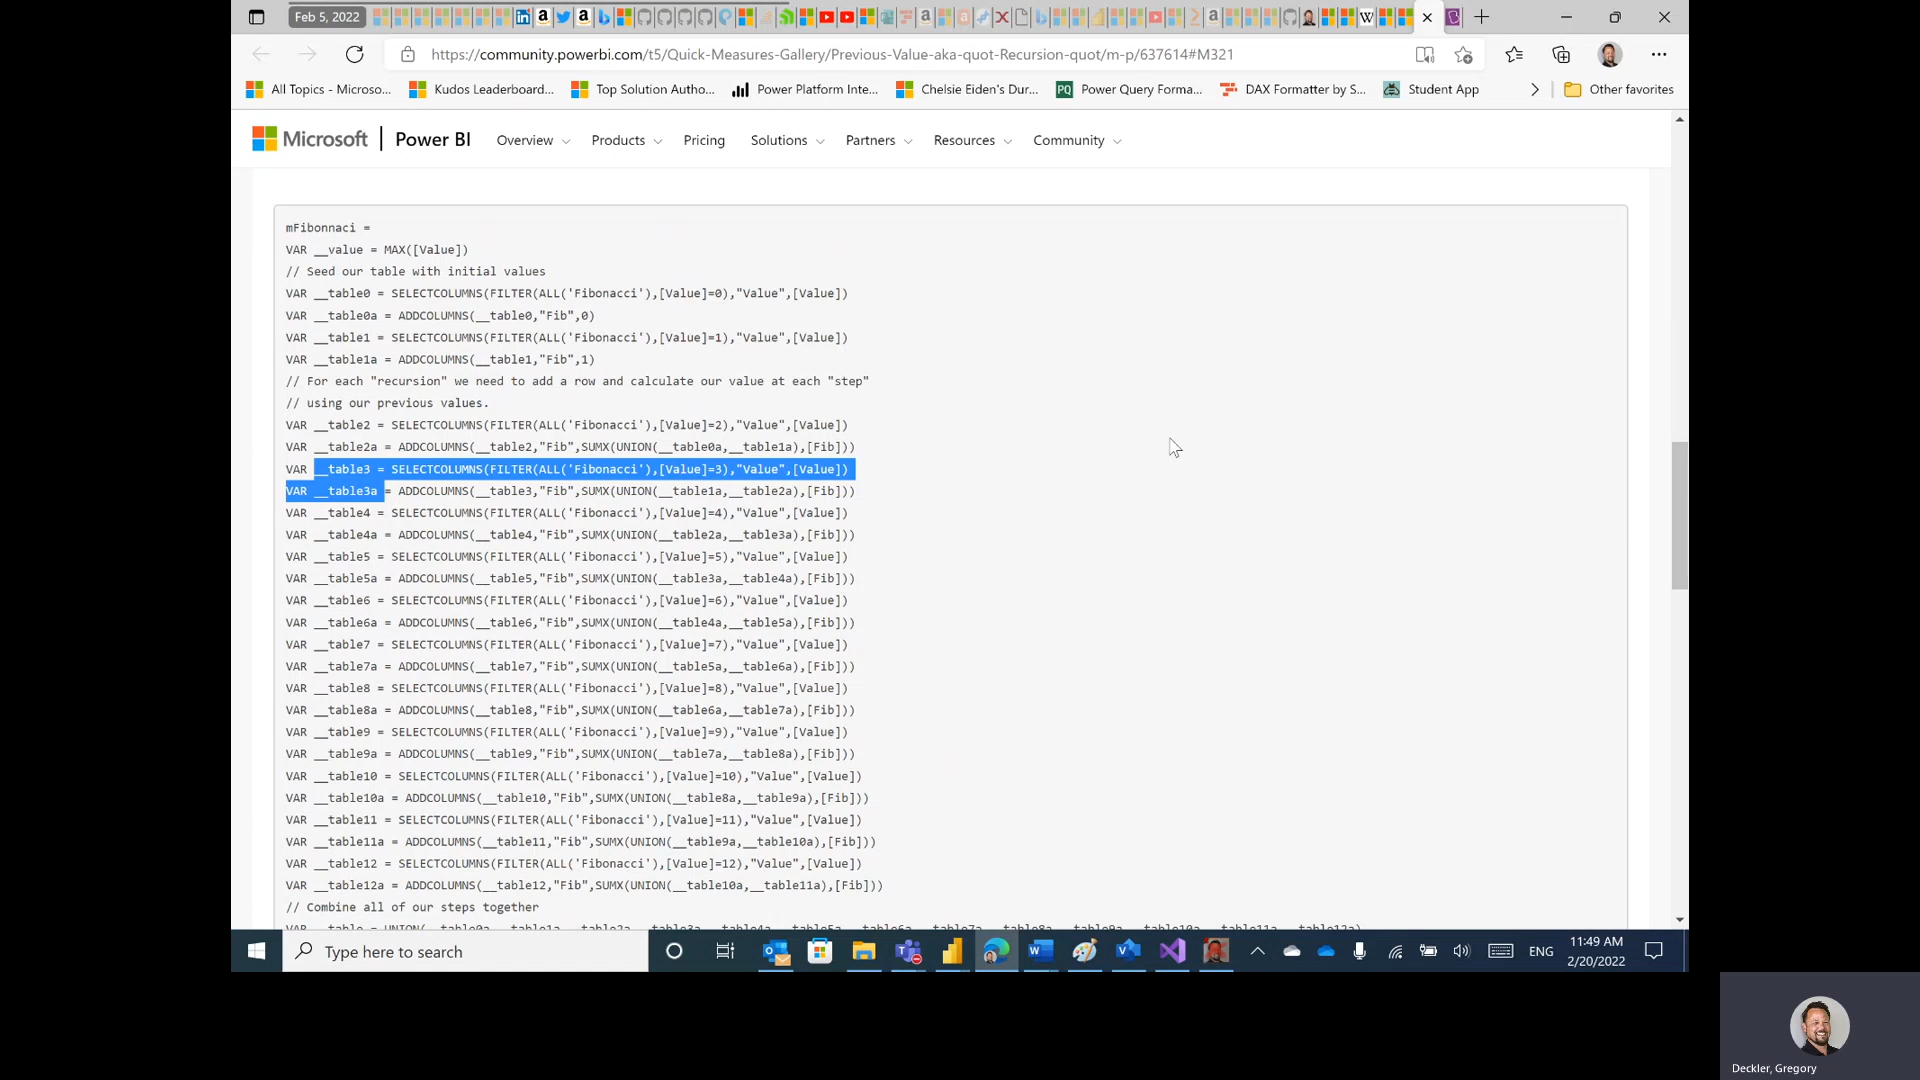 Feb 5, 2022
https://community.powerbi.com/t5/Quick-Measures-Gallery/Previous-Value-aka-quot-Recursion-quot/m-p/637614#M321
All Topics - Microso... Kudos Leaderboard... Top Solution Autho... Power Platform Inte... Chelsie Eiden's Dur... PQ Power Query Forma... DAX Formatter by S... Student App Other favorites
Microsoft Power BI Overview Products Pricing Solutions Partners Resources Community
mFibonnaci =
VAR __value = MAX([Value])
// Seed our table with initial values
VAR __table0 = SELECTCOLUMNS(FILTER(ALL('Fibonacci'),[Value]=0),"Value",[Value])
VAR __table0a = ADDCOLUMNS(__table0,"Fib",0)
VAR __table1 = SELECTCOLUMNS(FILTER(ALL('Fibonacci'),[Value]=1),"Value",[Value])
VAR __table1a = ADDCOLUMNS(__table1,"Fib",1)
// For each "recursion" we need to add a row and calculate our value at each "step"
// using our previous values.
VAR __table2 = SELECTCOLUMNS(FILTER(ALL('Fibonacci'),[Value]=2),"Value",[Value])
VAR __table2a = ADDCOLUMNS(__table2,"Fib",SUMX(UNION(__table0a,__table1a),[Fib]))
VAR __table3 = SELECTCOLUMNS(FILTER(ALL('Fibonacci'),[Value]=3),"Value",[Value])
VAR __table3a = ADDCOLUMNS(__table3,"Fib",SUMX(UNION(__table1a,__table2a),[Fib]))
VAR __table4 = SELECTCOLUMNS(FILTER(ALL('Fibonacci'),[Value]=4),"Value",[Value])
VAR __table4a = ADDCOLUMNS(__table4,"Fib",SUMX(UNION(__table2a,__table3a),[Fib]))
VAR __table5 = SELECTCOLUMNS(FILTER(ALL('Fibonacci'),[Value]=5),"Value",[Value])
VAR __table5a = ADDCOLUMNS(__table5,"Fib",SUMX(UNION(__table3a,__table4a),[Fib]))
VAR __table6 = SELECTCOLUMNS(FILTER(ALL('Fibonacci'),[Value]=6),"Value",[Value])
VAR __table6a = ADDCOLUMNS(__table6,"Fib",SUMX(UNION(__table4a,__table5a),[Fib]))
VAR __table7 = SELECTCOLUMNS(FILTER(ALL('Fibonacci'),[Value]=7),"Value",[Value])
VAR __table7a = ADDCOLUMNS(__table7,"Fib",SUMX(UNION(__table5a,__table6a),[Fib]))
VAR __table8 = SELECTCOLUMNS(FILTER(ALL('Fibonacci'),[Value]=8),"Value",[Value])
VAR __table8a = ADDCOLUMNS(__table8,"Fib",SUMX(UNION(__table6a,__table7a),[Fib]))
VAR __table9 = SELECTCOLUMNS(FILTER(ALL('Fibonacci'),[Value]=9),"Value",[Value])
VAR __table9a = ADDCOLUMNS(__table9,"Fib",SUMX(UNION(__table7a,__table8a),[Fib]))
VAR __table10 = SELECTCOLUMNS(FILTER(ALL('Fibonacci'),[Value]=10),"Value",[Value])
VAR __table10a = ADDCOLUMNS(__table10,"Fib",SUMX(UNION(__table8a,__table9a),[Fib]))
VAR __table11 = SELECTCOLUMNS(FILTER(ALL('Fibonacci'),[Value]=11),"Value",[Value])
VAR __table11a = ADDCOLUMNS(__table11,"Fib",SUMX(UNION(__table9a,__table10a),[Fib]))
VAR __table12 = SELECTCOLUMNS(FILTER(ALL('Fibonacci'),[Value]=12),"Value",[Value])
VAR __table12a = ADDCOLUMNS(__table12,"Fib",SUMX(UNION(__table10a,__table11a),[Fib]))
// Combine all of our steps together
VAR __table = UNION(__table0a,__table1a,__table2a,__table3a,__table4a,__table5a,__table6a,__table7a,__table8a,__table9a,__table10a,__table11a,__table12a)
Type here to search
ENG
11:49 AM
2/20/2022
Deckler, Gregory